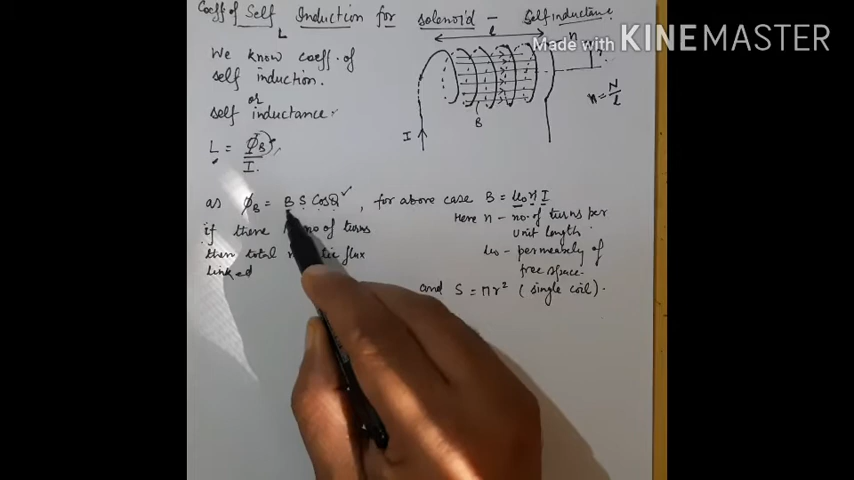 Coeff of Self Induction for solenoid - Self inductance
L
l
Made with KINEMASTER
We know coeff. of
self induction.
or
self inductance.
n = N/l
I
B
L = ϕB/I
as ϕB = B S Cosθ ✓, for above case B = μ₀ n I
if there no of turns
then total flux
linked
Here n - no. of turns per
unit length.
μ₀ - permeably of
free space.
and S = πr² (single coil).